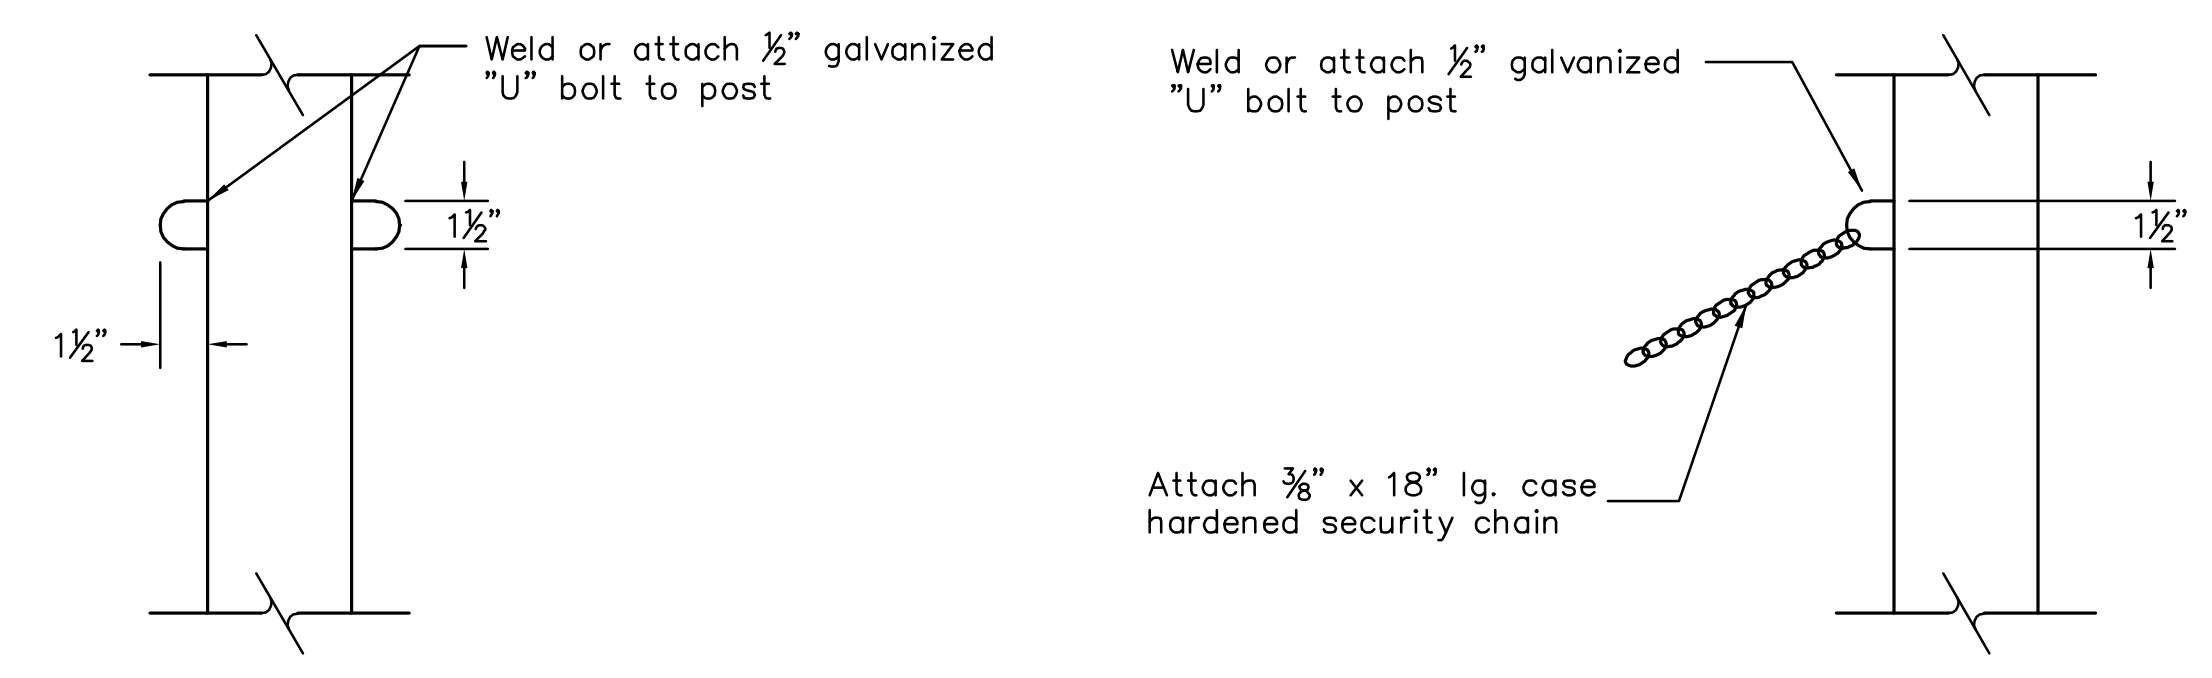 Weld or attach ½” galvanized
”U” bolt to post
1½”
1½”
Weld or attach ½” galvanized
”U” bolt to post
1½”
Attach ⅜” x 18” lg. case
hardened security chain